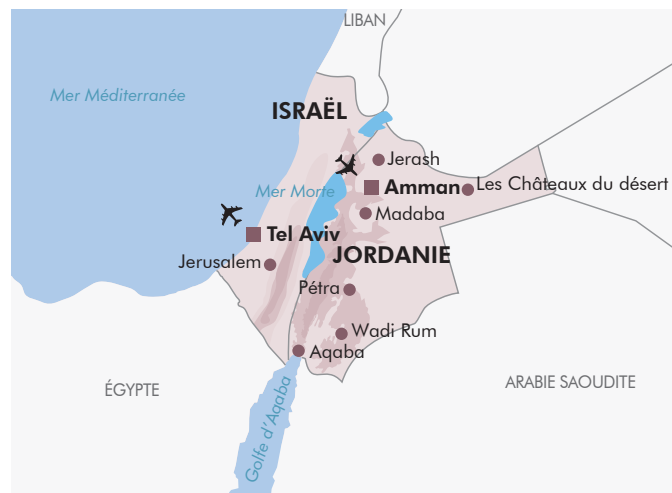 LIBAN
Mer Méditerranée
ISRAËL
Jerash
Mer Morte
Amman
Les Châteaux du désert
Madaba
Tel Aviv
JORDANIE
Jerusalem
Pétra
Wadi Rum
Aqaba
ÉGYPTE
ARABIE SAOUDITE
Golfe d'Aqaba